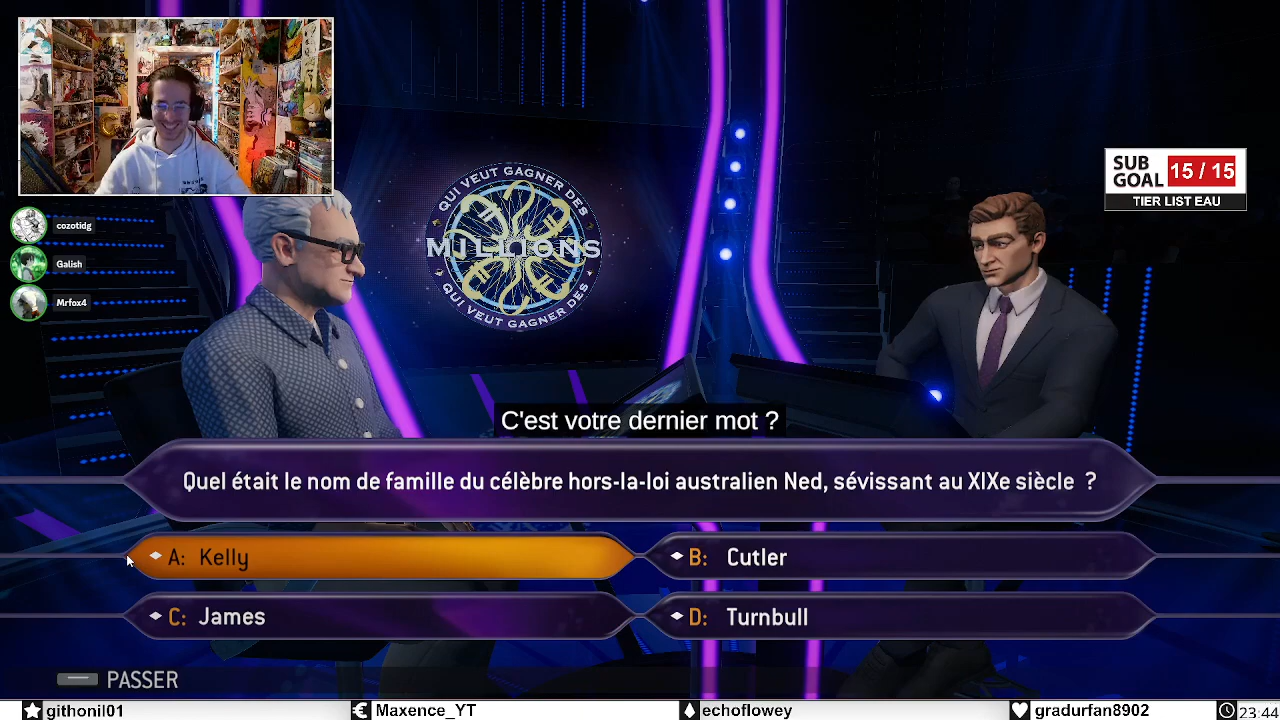 QUI VEUT GAGNER DES
MILLIONS
QUI VEUT GAGNER DES
SUB GOAL 15 / 15
TIER LIST EAU
cozotidg
Galish
Mrfox4
C'est votre dernier mot ?
Quel était le nom de famille du célèbre hors-la-loi australien Ned, sévissant au XIXe siècle ?
A: Kelly
B: Cutler
C: James
D: Turnbull
PASSER
githonil01
Maxence_YT
echoflowey
gradurfan8902
23:44